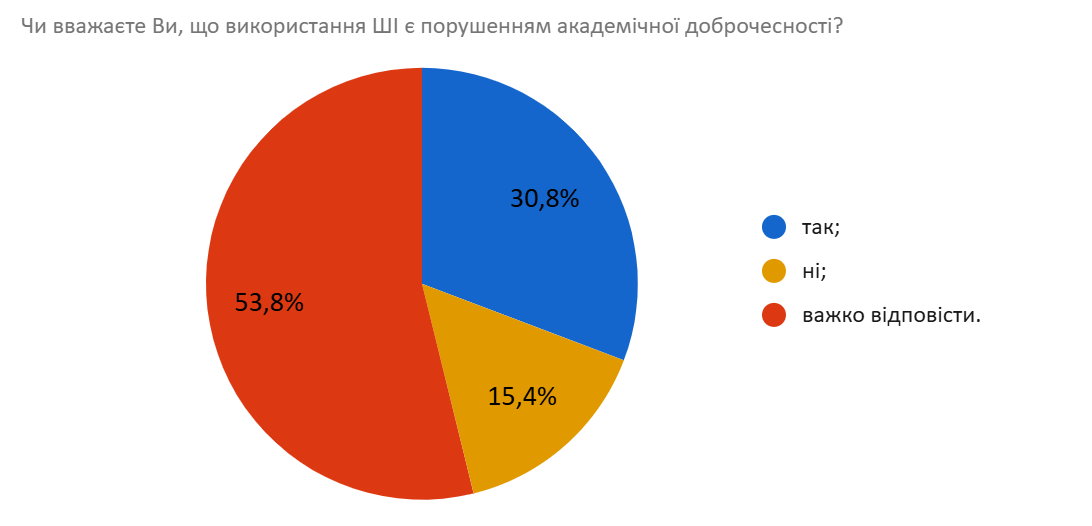 Чи вважаєте Ви, що використання ШІ є порушенням академічної доброчесності?
30,8%
53,8%
15,4%
так;
ні;
важко відповісти.